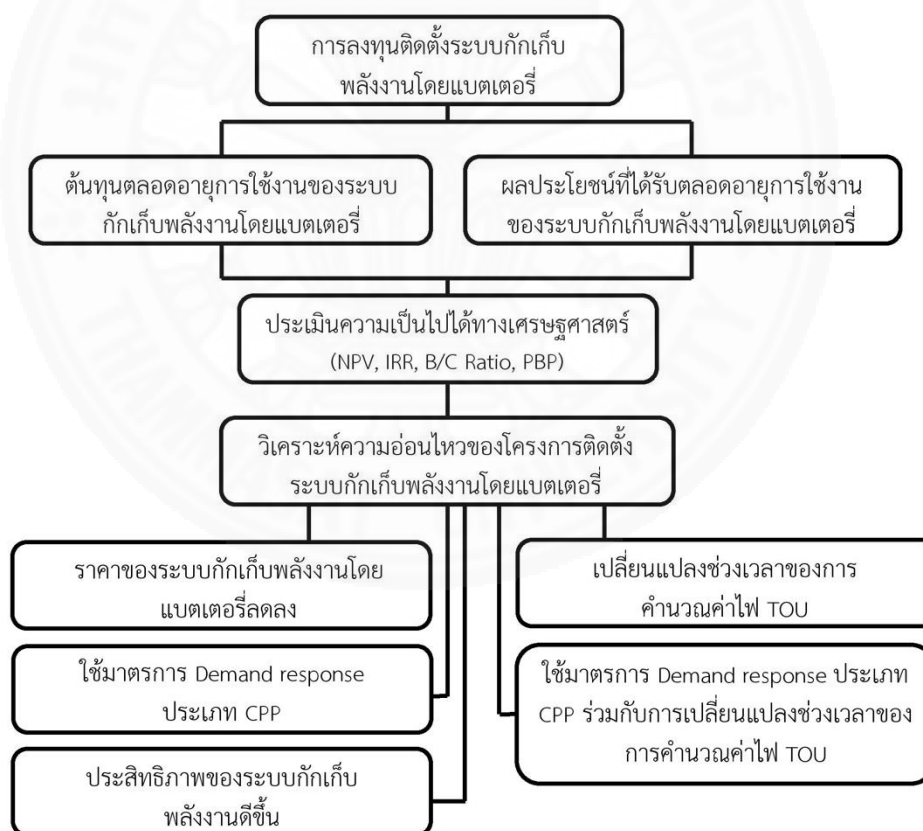 การลงทุนติดตั้งระบบกักเก็บ
พลังงานโดยแบตเตอรี่
ต้นทุนตลอดอายุการใช้งานของระบบ
กักเก็บพลังงานโดยแบตเตอรี่
ผลประโยชน์ที่ได้รับตลอดอายุการใช้งาน
ของระบบกักเก็บพลังงานโดยแบตเตอรี่
ประเมินความเป็นไปได้ทางเศรษฐศาสตร์
(NPV, IRR, B/C Ratio, PBP)
วิเคราะห์ความอ่อนไหวของโครงการติดตั้ง
ระบบกักเก็บพลังงานโดยแบตเตอรี่
ราคาของระบบกักเก็บพลังงานโดย
แบตเตอรี่ลดลง
เปลี่ยนแปลงช่วงเวลาของการ
คำนวณค่าไฟ TOU
ใช้มาตรการ Demand response
ประเภท CPP
ใช้มาตรการ Demand response ประเภท
CPP ร่วมกับการเปลี่ยนแปลงช่วงเวลาของ
การคำนวณค่าไฟ TOU
ประสิทธิภาพของระบบกักเก็บ
พลังงานดีขึ้น